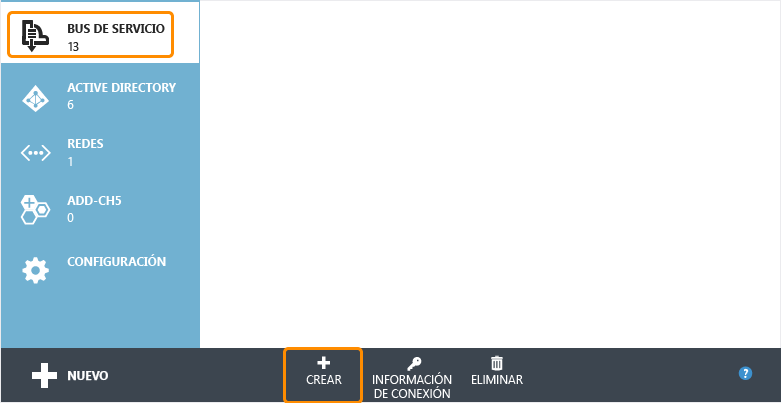 BUS DE SERVICIO
13
ACTIVE DIRECTORY
6
REDES
1
ADD-CH5
0
CONFIGURACIÓN
NUEVO
CREAR
INFORMACIÓN
DE CONEXIÓN
ELIMINAR
?